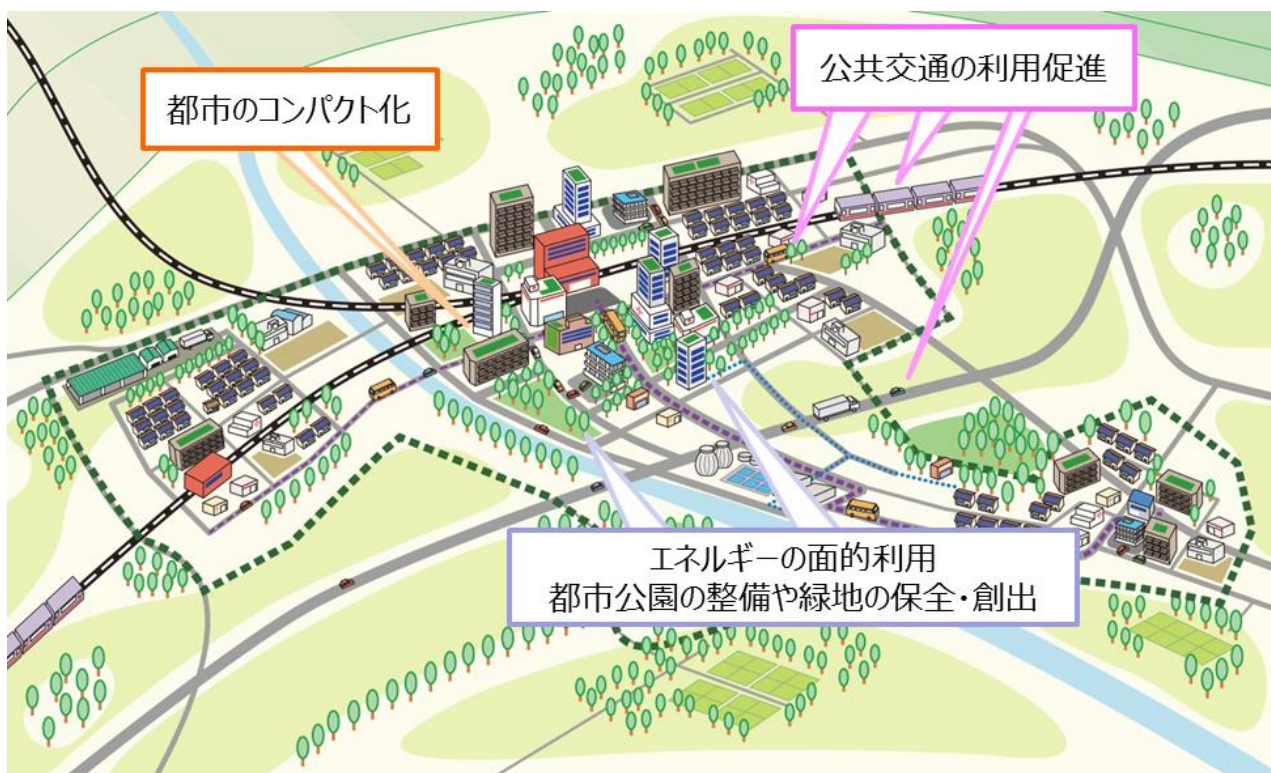 都市のコンパクト化
公共交通の利用促進
エネルギーの面的利用
都市公園の整備や緑地の保全・創出